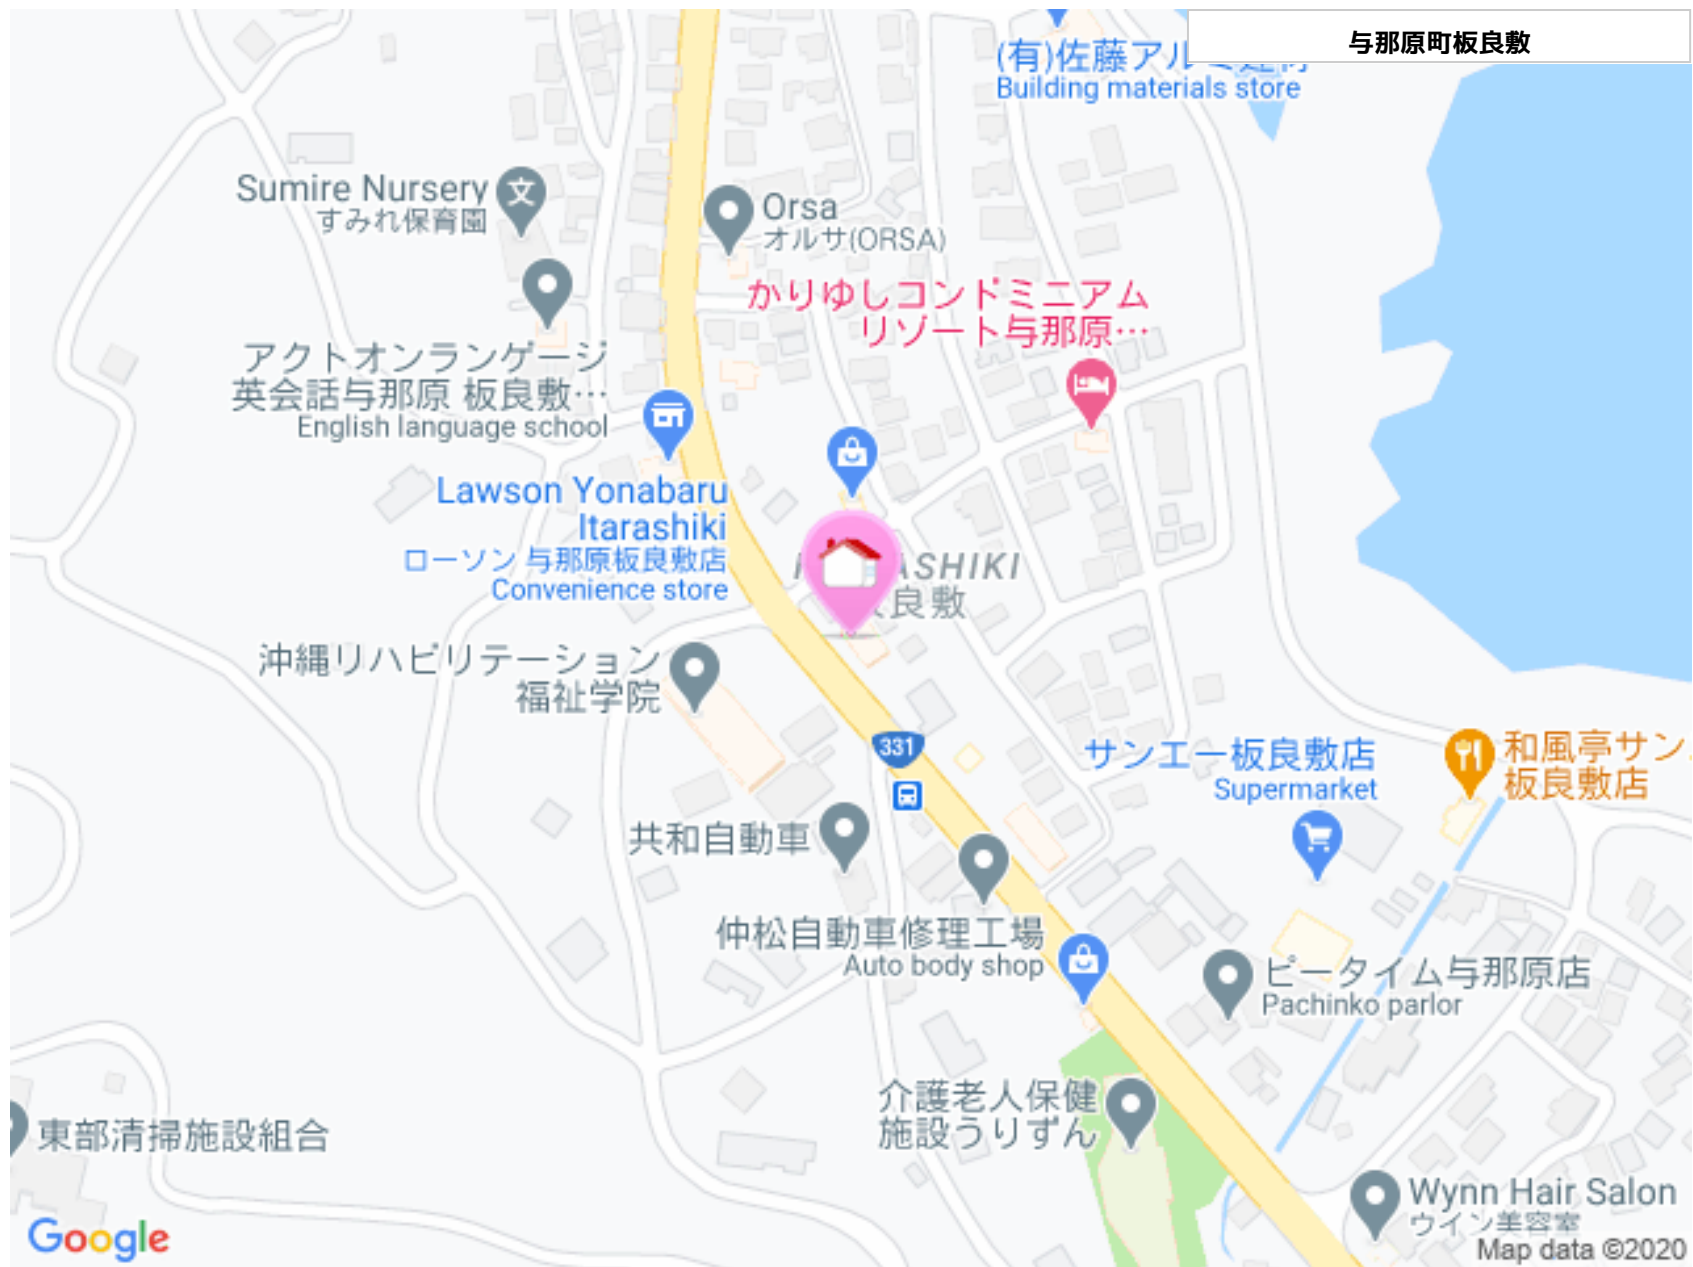 与那原町板良敷
(有)佐藤アルミ建材
Building materials store
Sumire Nursery
すみれ保育園
Orsa
オルサ(ORSA)
かりゆしコンドミニアム
リゾート与那原…
アクトオンランゲージ
英会話与那原 板良敷…
English language school
Lawson Yonabaru
Itarashiki
ローソン 与那原板良敷店
Convenience store
ASHIKI
良敷
沖縄リハビリテーション
福祉学院
331
サンエー板良敷店
Supermarket
和風亭サン
板良敷店
共和自動車
仲松自動車修理工場
Auto body shop
ピータイム与那原店
Pachinko parlor
介護老人保健
施設うりずん
東部清掃施設組合
Wynn Hair Salon
ウイン美容室
Google
Map data ©2020